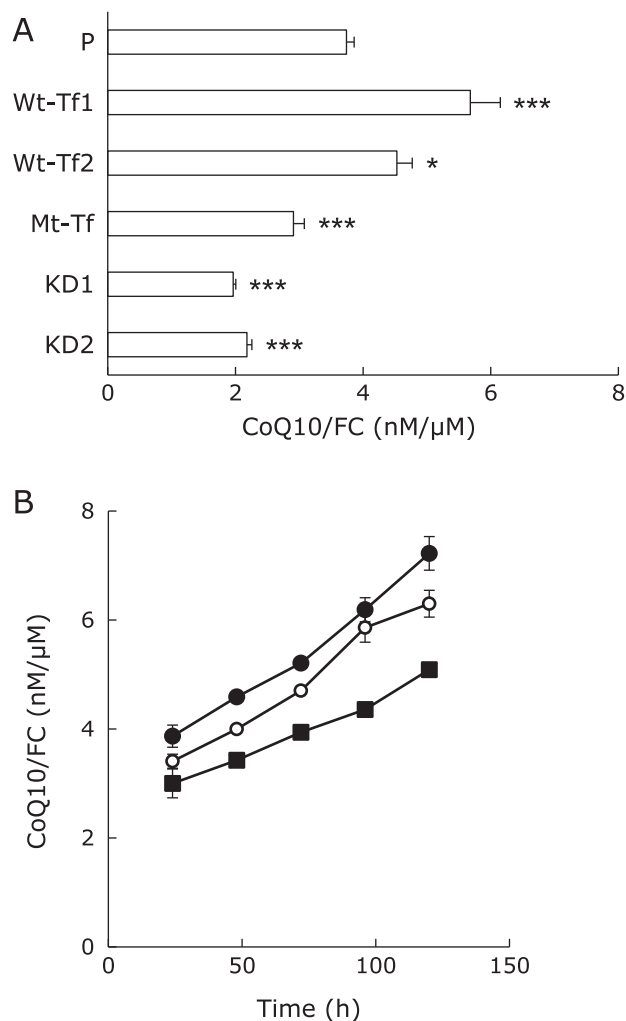 A
P
Wt-Tf1 ***
Wt-Tf2 *
Mt-Tf ***
KD1 ***
KD2 ***
0 2 4 6 8
CoQ10/FC (nM/µM)
B
8
6
4
2
0
CoQ10/FC (nM/µM)
0 50 100 150
Time (h)